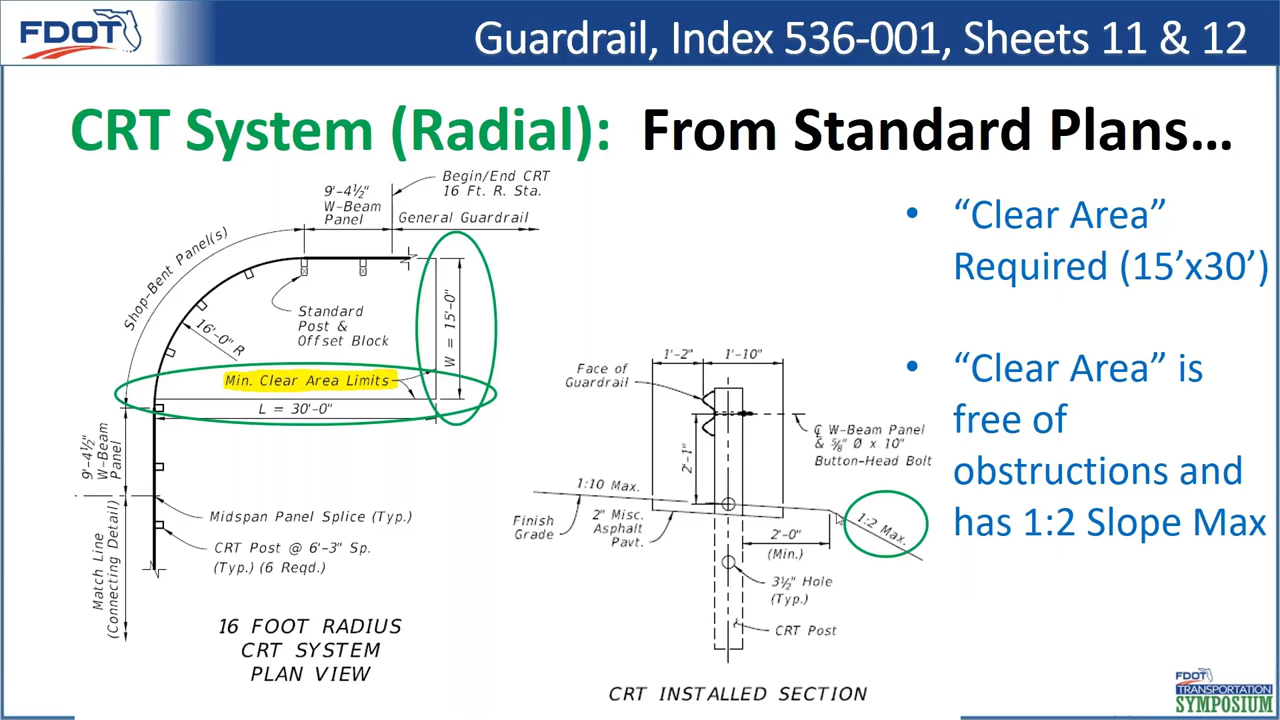 FDOT
Guardrail, Index 536-001, Sheets 11 & 12
CRT System (Radial): From Standard Plans…
Begin/End CRT
16 Ft. R. Sta.
9'-4½"
W-Beam
Panel
General Guardrail
Shop-Bent Panel(s)
16'-0" R
Standard
Post &
Offset Block
W = 15'-0"
Min. Clear Area Limits
L = 30'-0"
9'-4½"
W-Beam
Panel
Midspan Panel Splice (Typ.)
CRT Post @ 6'-3" Sp.
(Typ.) (6 Reqd.)
Match Line
(Connecting Detail)
16 FOOT RADIUS
CRT SYSTEM
PLAN VIEW
1'-2"
1'-10"
Face of
Guardrail
℄ W-Beam Panel
& ⅝" Ø x 10"
Button-Head Bolt
2'-1"
1:10 Max.
Finish
Grade
2" Misc.
Asphalt
Pavt.
1:2 Max.
2'-0"
(Min.)
3½" Hole
(Typ.)
CRT Post
CRT INSTALLED SECTION
• “Clear Area”
Required (15’x30’)
• “Clear Area” is
free of
obstructions and
has 1:2 Slope Max
FDOT
TRANSPORTATION
SYMPOSIUM